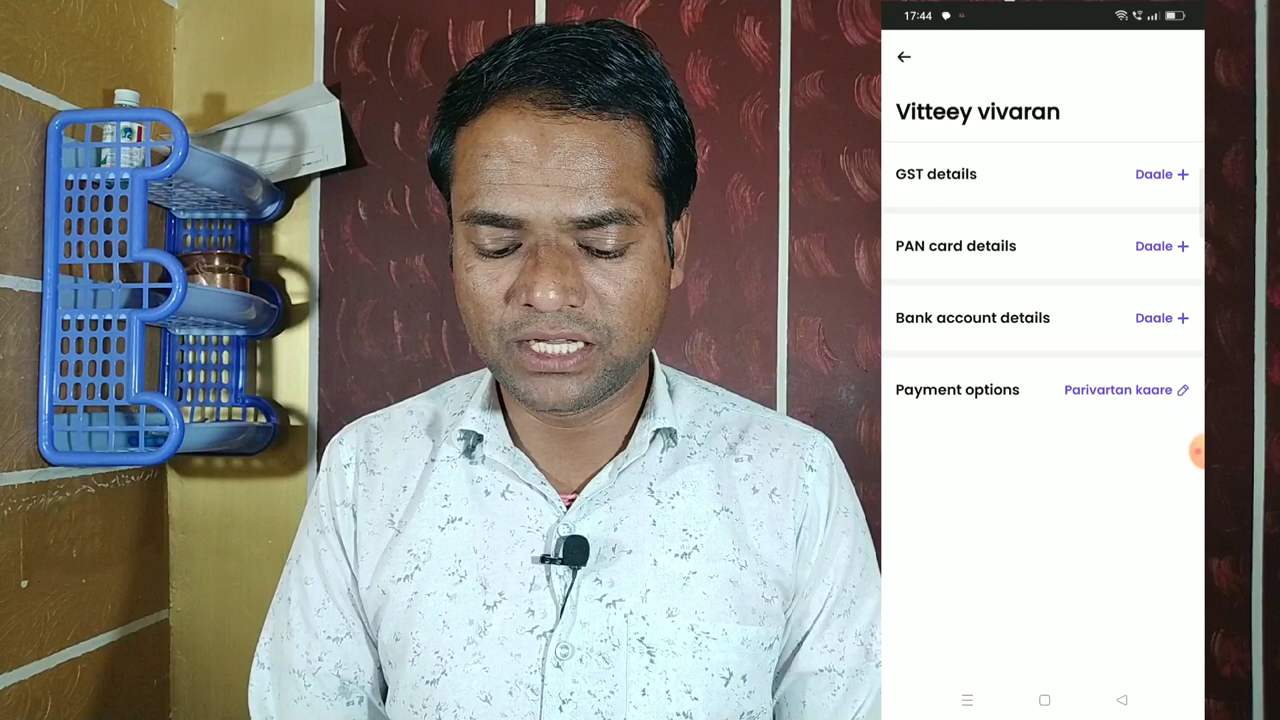 17:44
Vitteey vivaran
GST details Daale +
PAN card details Daale +
Bank account details Daale +
Payment options Parivartan kaare